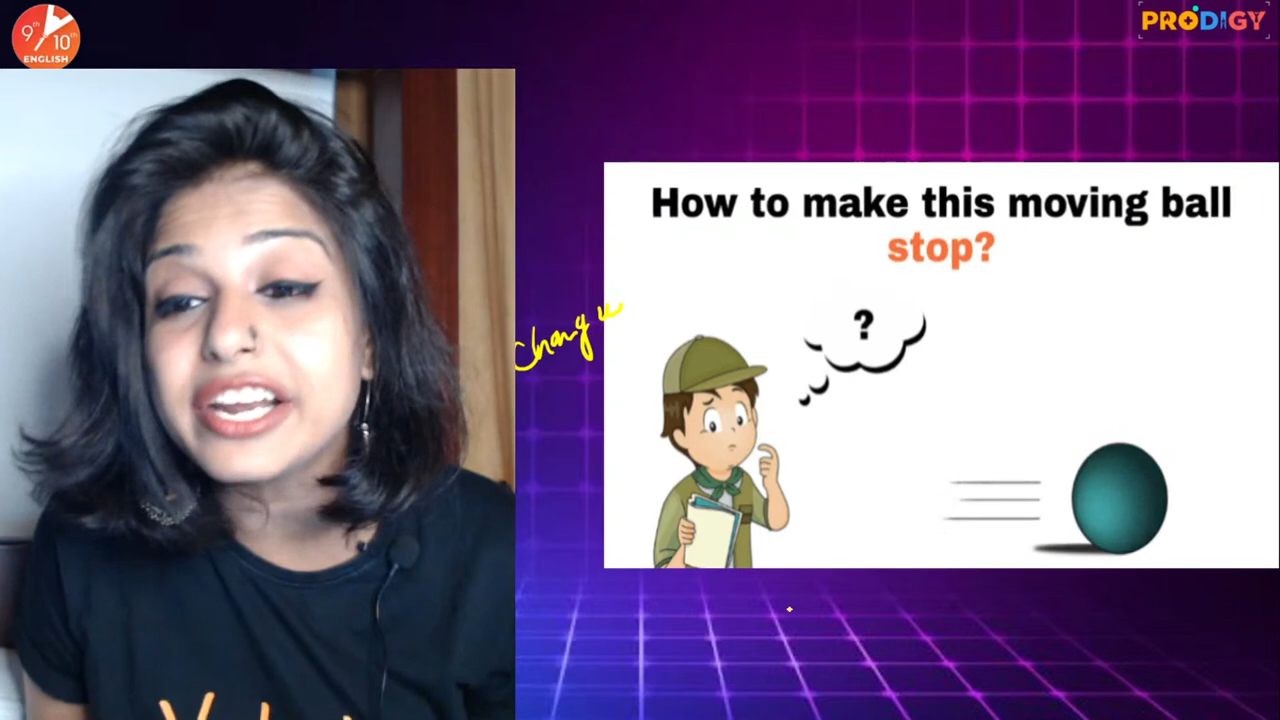 9th
10th
ENGLISH
PRODIGY
How to make this moving ball
stop?
?